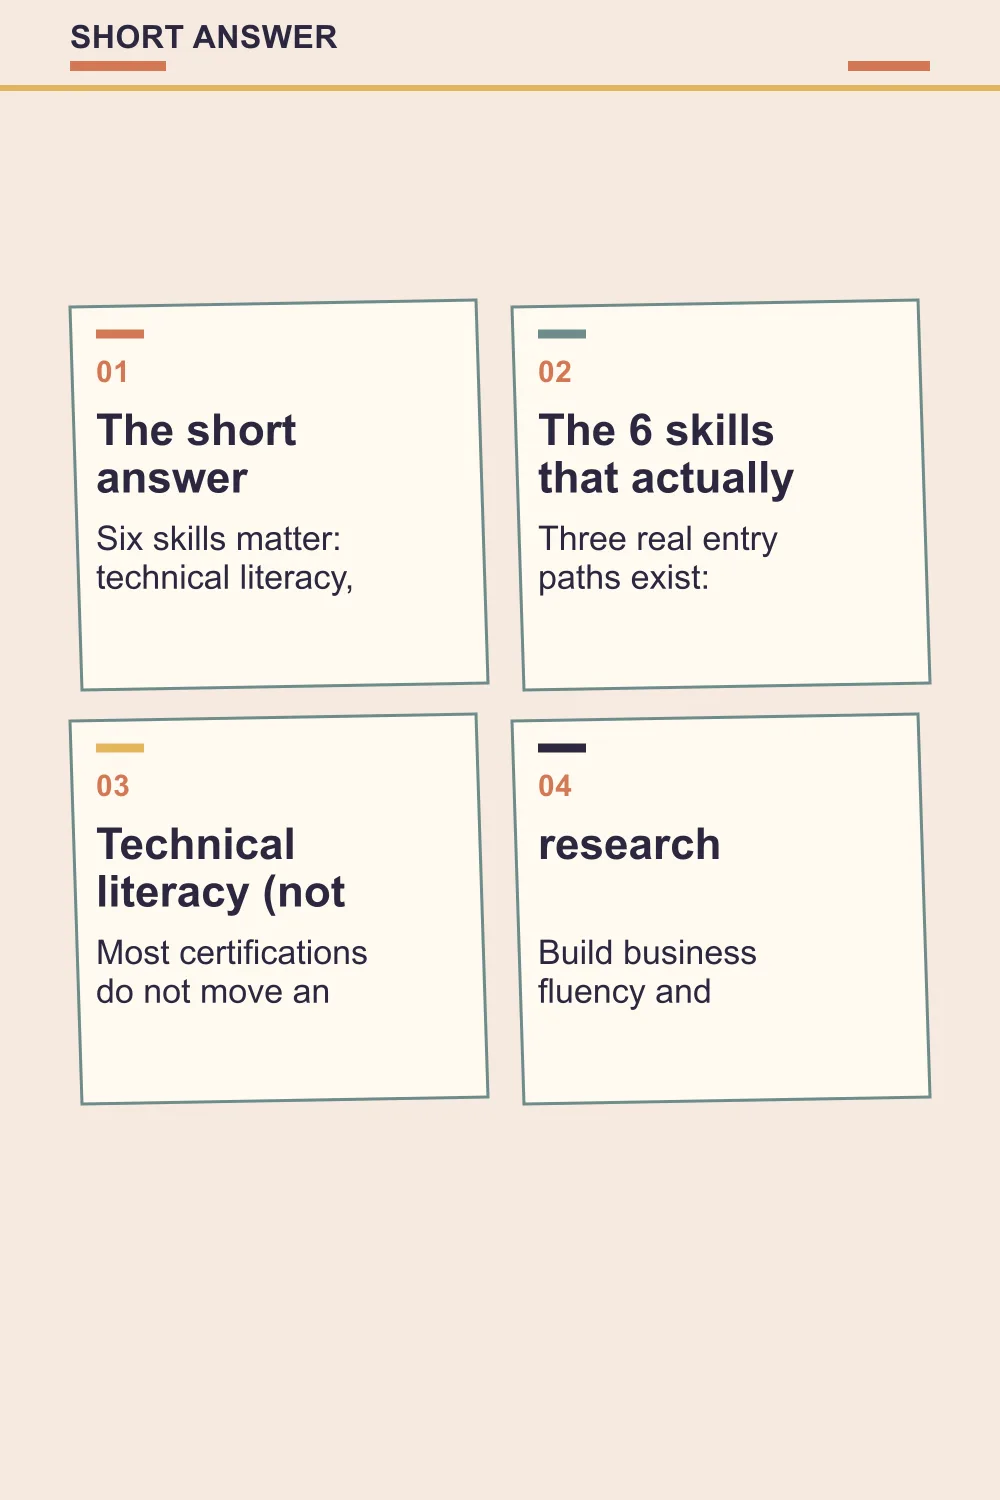 SHORT ANSWER
01
The short
answer
Six skills matter:
technical literacy,
02
The 6 skills
that actually
Three real entry
paths exist:
03
Technical
literacy (not
Most certifications
do not move an
04
research
Build business
fluency and